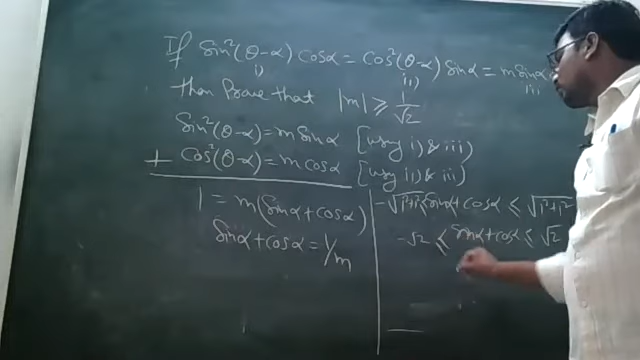 If Sin²(θ-α) Cosα = Cos²(θ-α) Sinα = m Sinα
i) ii) iii)
than Prove that |m| ⩾ 1/√2
Sin²(θ-α) = m Sinα [using i) & iii)]
+ Cos²(θ-α) = m Cosα [using ii) & iii)]
1 = m(Sinα + Cosα)
Sinα + Cosα = 1/m
-√1²+1² ⩽ Sinα + Cosα ⩽ √1²+1²
-√2 ⩽ Sinα + Cosα ⩽ √2